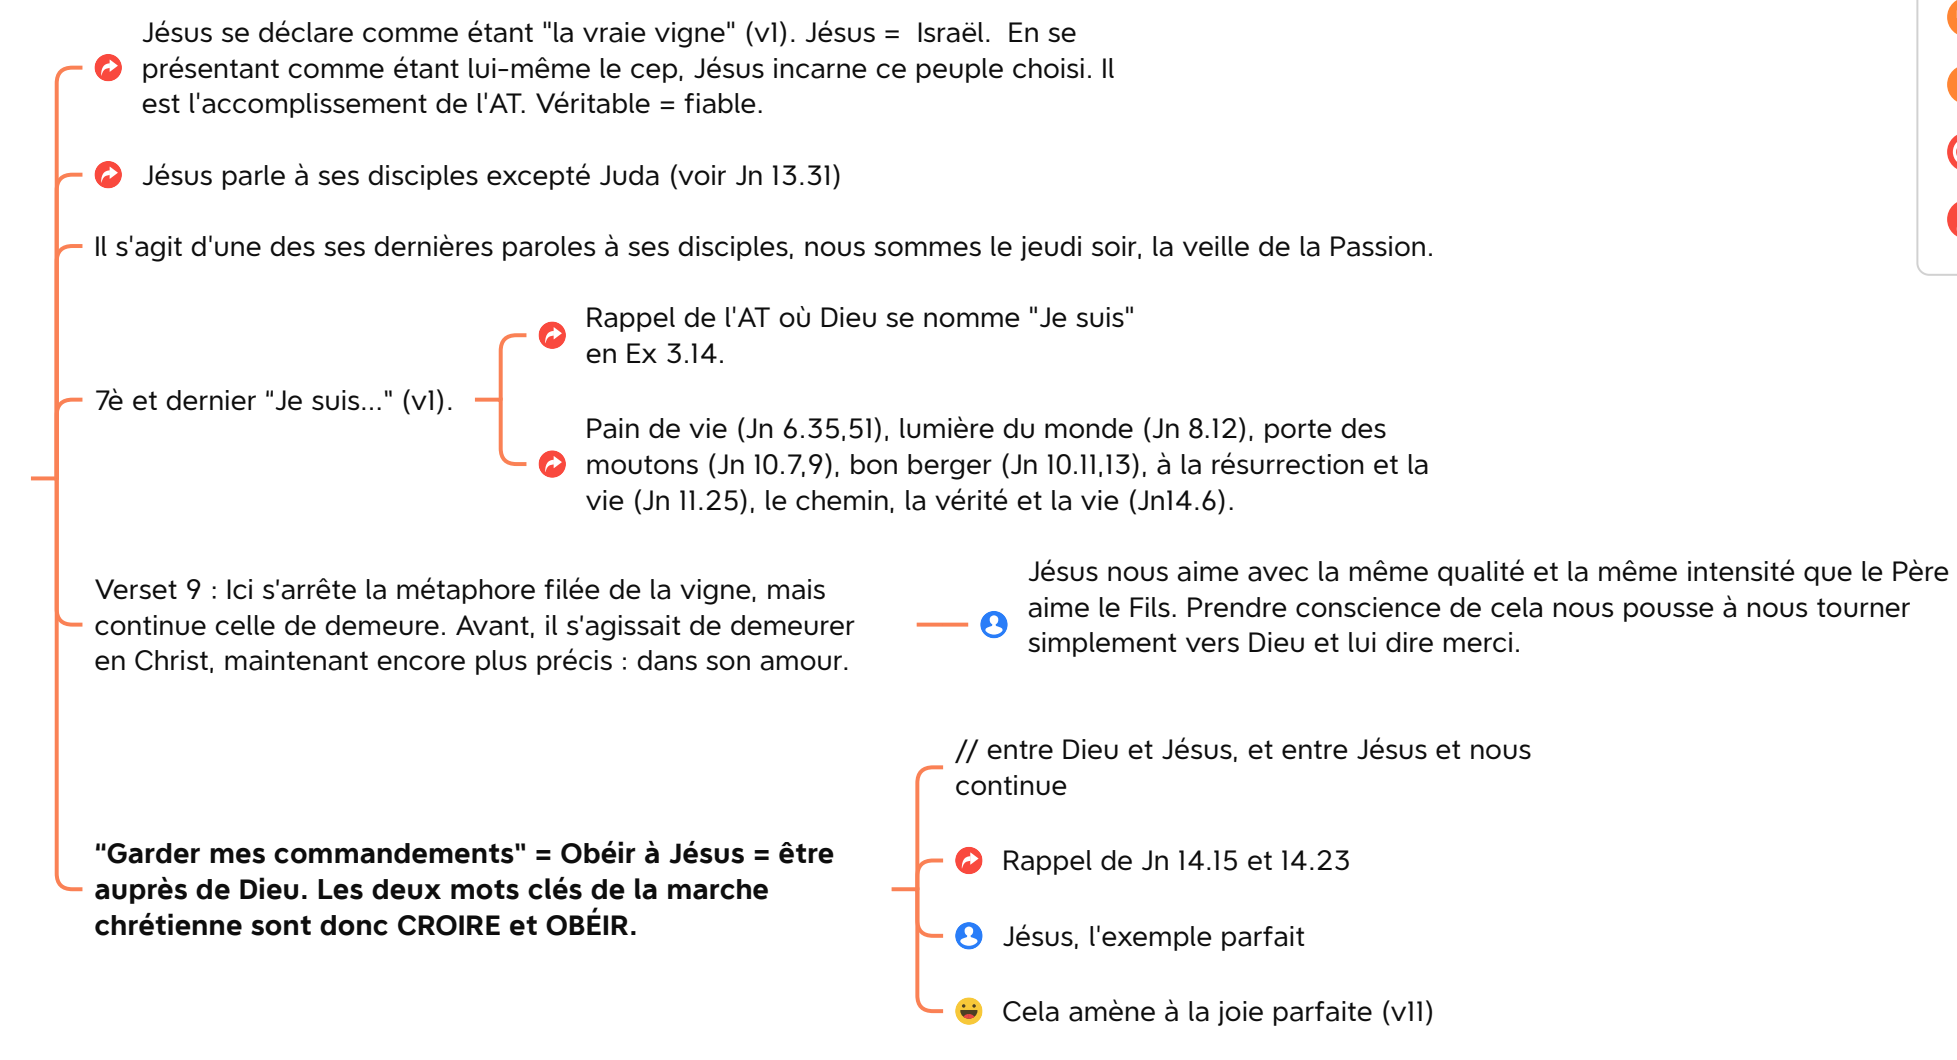 Jésus se déclare comme étant "la vraie vigne" (v1). Jésus = Israël. En se
présentant comme étant lui-même le cep, Jésus incarne ce peuple choisi. Il
est l'accomplissement de l'AT. Véritable = fiable.
Jésus parle à ses disciples excepté Juda (voir Jn 13.31)
Il s'agit d'une des ses dernières paroles à ses disciples, nous sommes le jeudi soir, la veille de la Passion.
7è et dernier “Je suis..." (v1).
Rappel de l'AT où Dieu se nomme "Je suis"
en Ex 3.14.
Pain de vie (Jn 6.35,51), lumière du monde (Jn 8.12), porte des
moutons (Jn 10.7,9), bon berger (Jn 10.11,13), à la résurrection et la
vie (Jn 11.25), le chemin, la vérité et la vie (Jn14.6).
Verset 9 : Ici s'arrête la métaphore filée de la vigne, mais
continue celle de demeure. Avant, il s'agissait de demeurer
en Christ, maintenant encore plus précis : dans son amour.
Jésus nous aime avec la même qualité et la même intensité que le Père
aime le Fils. Prendre conscience de cela nous pousse à nous tourner
simplement vers Dieu et lui dire merci.
“Garder mes commandements" = Obéir à Jésus = être
auprès de Dieu. Les deux mots clés de la marche
chrétienne sont donc CROIRE et OBÉIR.
// entre Dieu et Jésus, et entre Jésus et nous
continue
Rappel de Jn 14.15 et 14.23
Jésus, l'exemple parfait
Cela amène à la joie parfaite (v11)